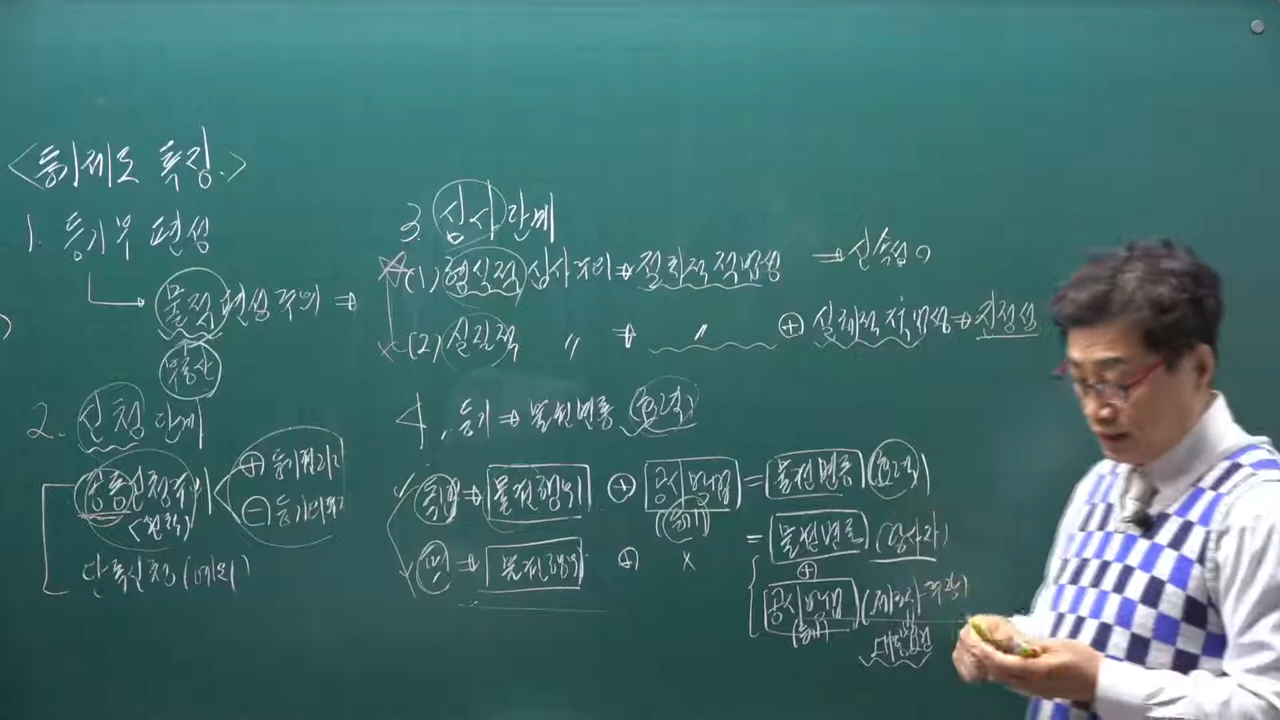 <등기제도 특징.>
1. 등기부 편성
물적편성주의 ⇒
부동산
2. 신청단계
공동신청주의
(원칙)
⊕ 등기권리자
⊖ 등기의무자
단독신청 (예외)
3. 심사단계
(1) 형식적 심사주의 ⇒ 절차적 적법성 ⇒ 신속성
(2) 실질적 〃 ⇒ 〃 ⊕ 실체적 적법성 ⇒ 진정성
4. 등기 ⇒ 물권변동 (효력)
⇒ 물권행위 ⊕ 공시방법 = 물권변동 (효력)
(등기)
⇒ 물권행위 ⊕ x
= 물권변동 (당사자)
⊕
공시방법 (제3자)
(등기)
대항요건